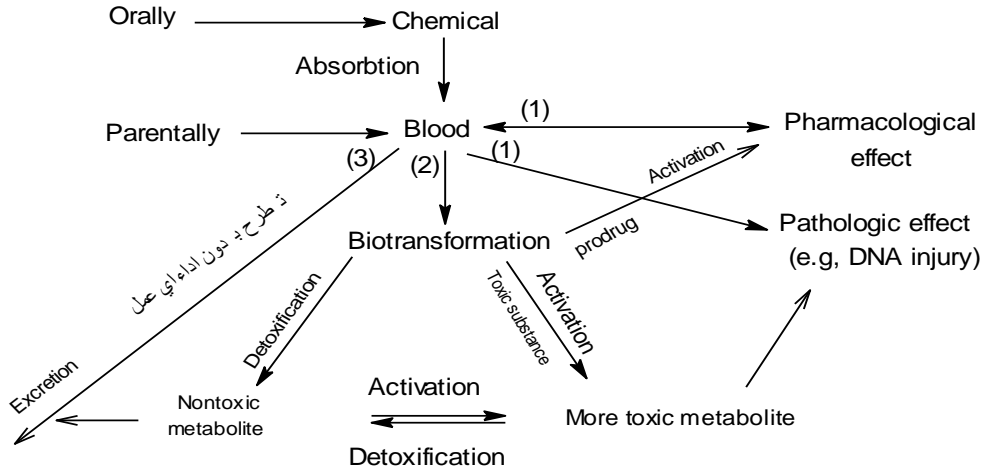 Orally
Chemical
Absorbtion
Parentally
Blood
(1)
Pharmacological
effect
(3)
(2)
(1)
Activation
prodrug
Pathologic effect
(e.g, DNA injury)
Biotransformation
تطرح بدون اداء اي عمل
Detoxification
Activation
Toxic substance
Excretion
Nontoxic
metabolite
Activation
Detoxification
More toxic metabolite